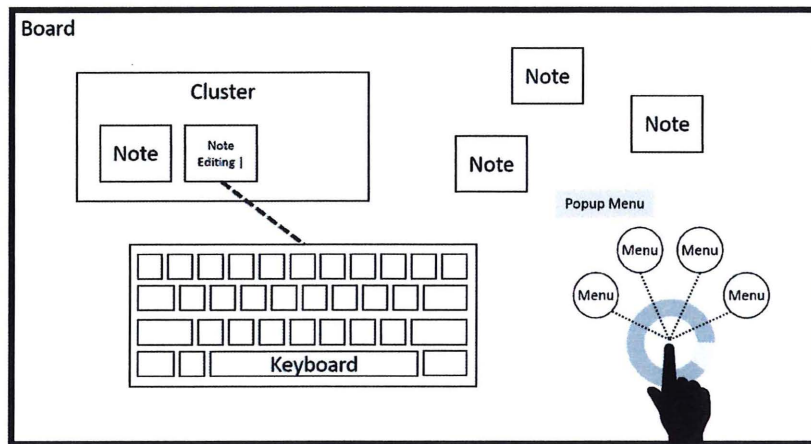 Board
Cluster
Note
Note
Editing |
Note
Note
Note
Popup Menu
Menu
Menu
Menu
Menu
Keyboard